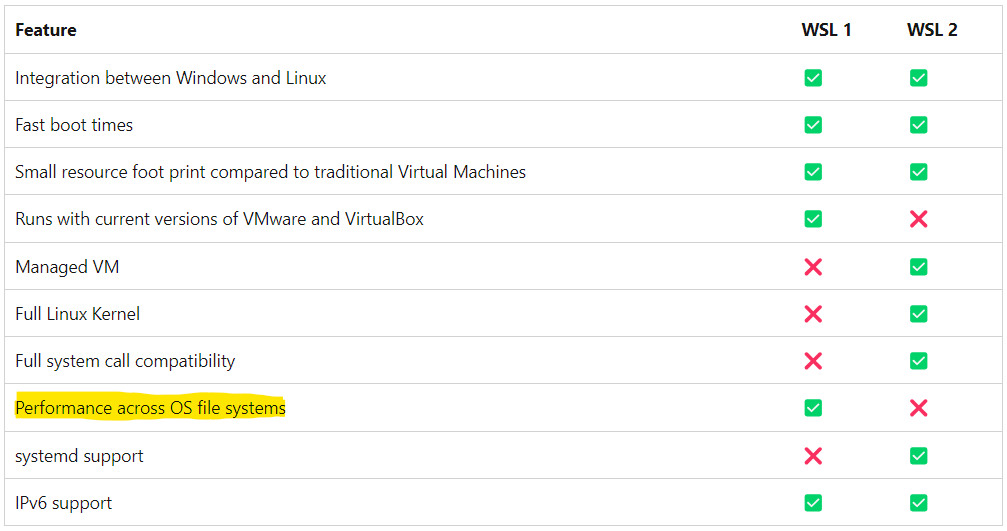 Feature WSL 1 WSL 2
Integration between Windows and Linux
Fast boot times
Small resource foot print compared to traditional Virtual Machines
Runs with current versions of VMware and VirtualBox
Managed VM
Full Linux Kernel
Full system call compatibility
Performance across OS file systems
systemd support
IPv6 support